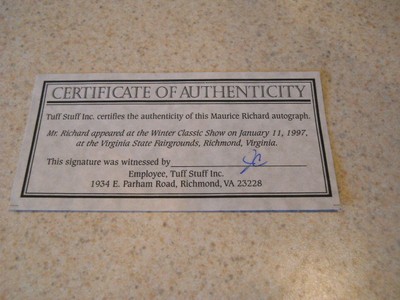 CERTIFICATE OF AUTHENTICITY
Tuff Stuff Inc. certifies the authenticity of this Maurice Richard autograph.
Mr. Richard appeared at the Winter Classic Show on January 11, 1997,
at the Virginia State Fairgrounds, Richmond, Virginia.
This signature was witnessed by
Employee, Tuff Stuff Inc.
1934 E. Parham Road, Richmond, VA 23228